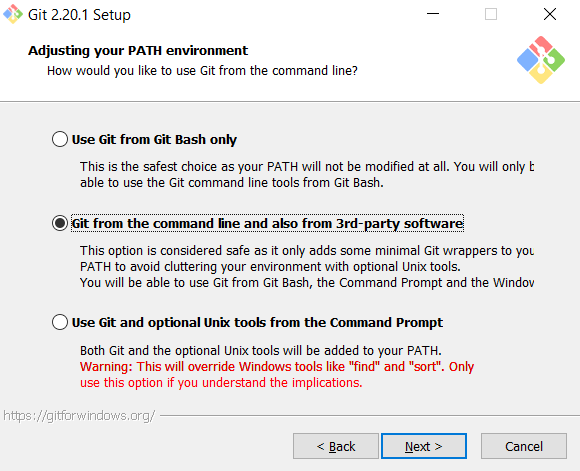 Git 2.20.1 Setup
Adjusting your PATH environment
How would you like to use Git from the command line?
Use Git from Git Bash only
This is the safest choice as your PATH will not be modified at all. You will only b
able to use the Git command line tools from Git Bash.
Git from the command line and also from 3rd-party software
This option is considered safe as it only adds some minimal Git wrappers to you
PATH to avoid cluttering your environment with optional Unix tools.
You will be able to use Git from Git Bash, the Command Prompt and the Window
Use Git and optional Unix tools from the Command Prompt
Both Git and the optional Unix tools will be added to your PATH.
Warning: This will override Windows tools like "find" and "sort". Only
use this option if you understand the implications.
https://gitforwindows.org/
< Back Next > Cancel